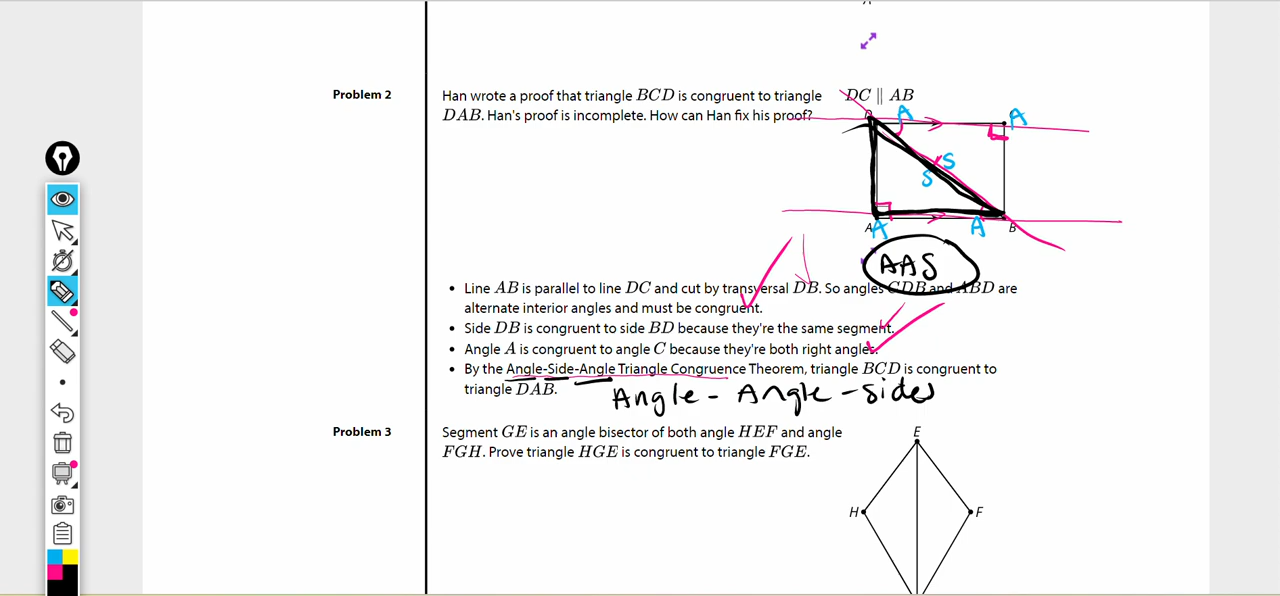 A
Problem 2
Han wrote a proof that triangle BCD is congruent to triangle
DAB. Han's proof is incomplete. How can Han fix his proof?
DC ∥ AB
A
A
S
S
A
A
A
B
AAS
• Line AB is parallel to line DC and cut by transversal DB. So angles CDB and ABD are
alternate interior angles and must be congruent.
• Side DB is congruent to side BD because they're the same segment.
• Angle A is congruent to angle C because they're both right angles.
• By the Angle-Side-Angle Triangle Congruence Theorem, triangle BCD is congruent to
triangle DAB.
Angle - Angle - sides
Problem 3
Segment GE is an angle bisector of both angle HEF and angle
FGH. Prove triangle HGE is congruent to triangle FGE.
E
H
F